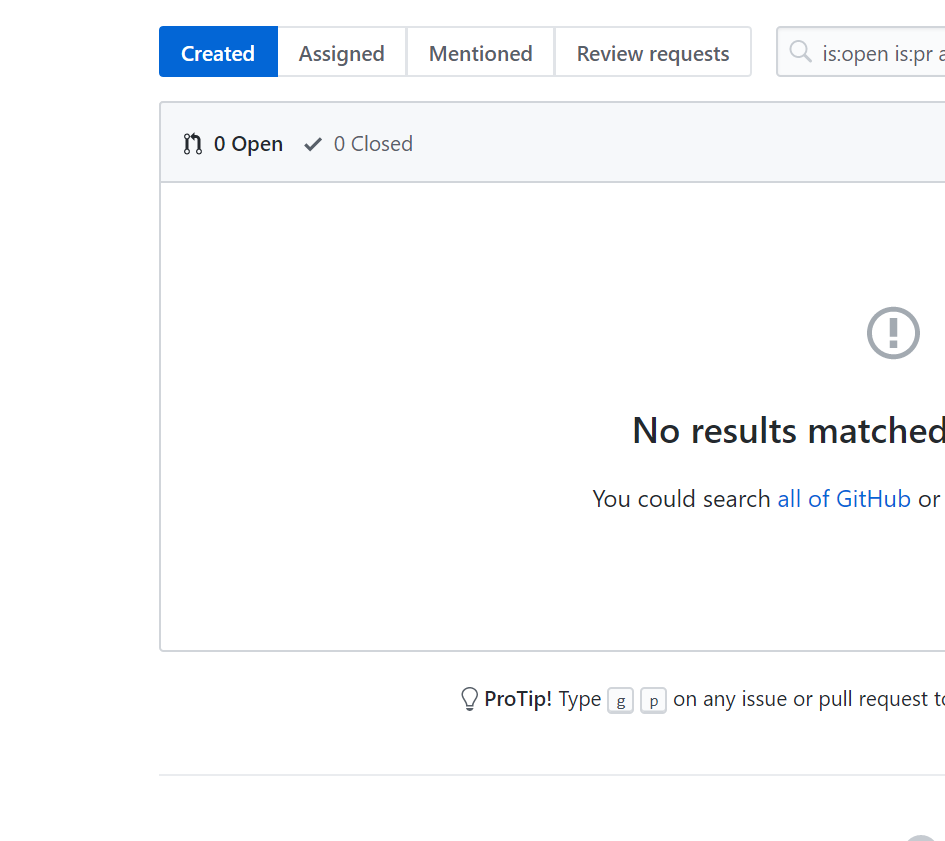 Created Assigned Mentioned Review requests is:open is:pr a
0 Open 0 Closed
No results matched
You could search all of GitHub or
ProTip! Type g p on any issue or pull request to